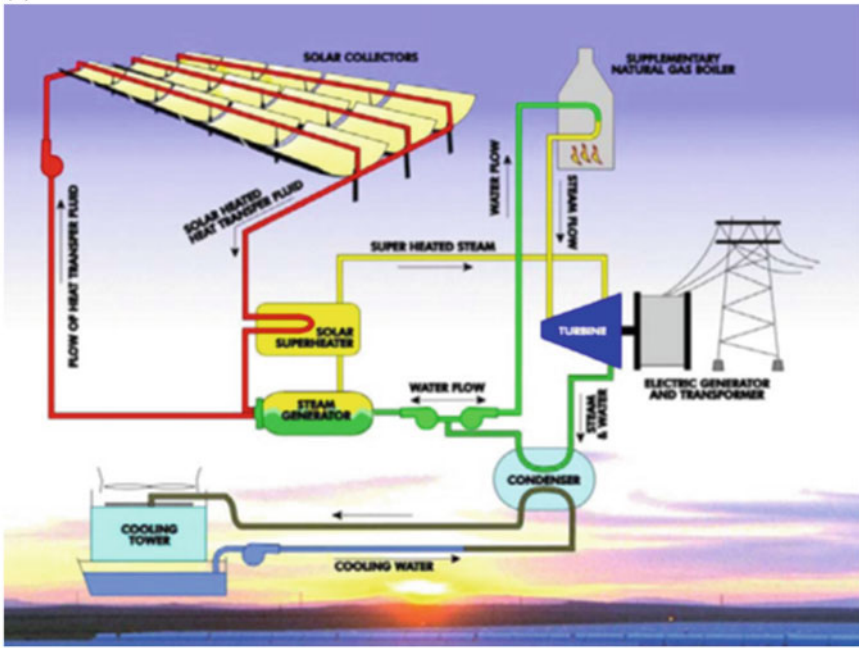 SOLAR COLLECTORS
SUPPLEMENTARY
NATURAL GAS BOILER
FLOW OF HEAT TRANSFER FLUID
SOLAR HEATED
HEAT TRANSFER FLUID
WATER FLOW
STEAM FLOW
SUPER HEATED STEAM
SOLAR
SUPERHEATER
TURBINE
STEAM
GENERATOR
WATER FLOW
ELECTRIC GENERATOR
AND TRANSFORMER
STEAM
& WATER
CONDENSER
COOLING
TOWER
COOLING WATER